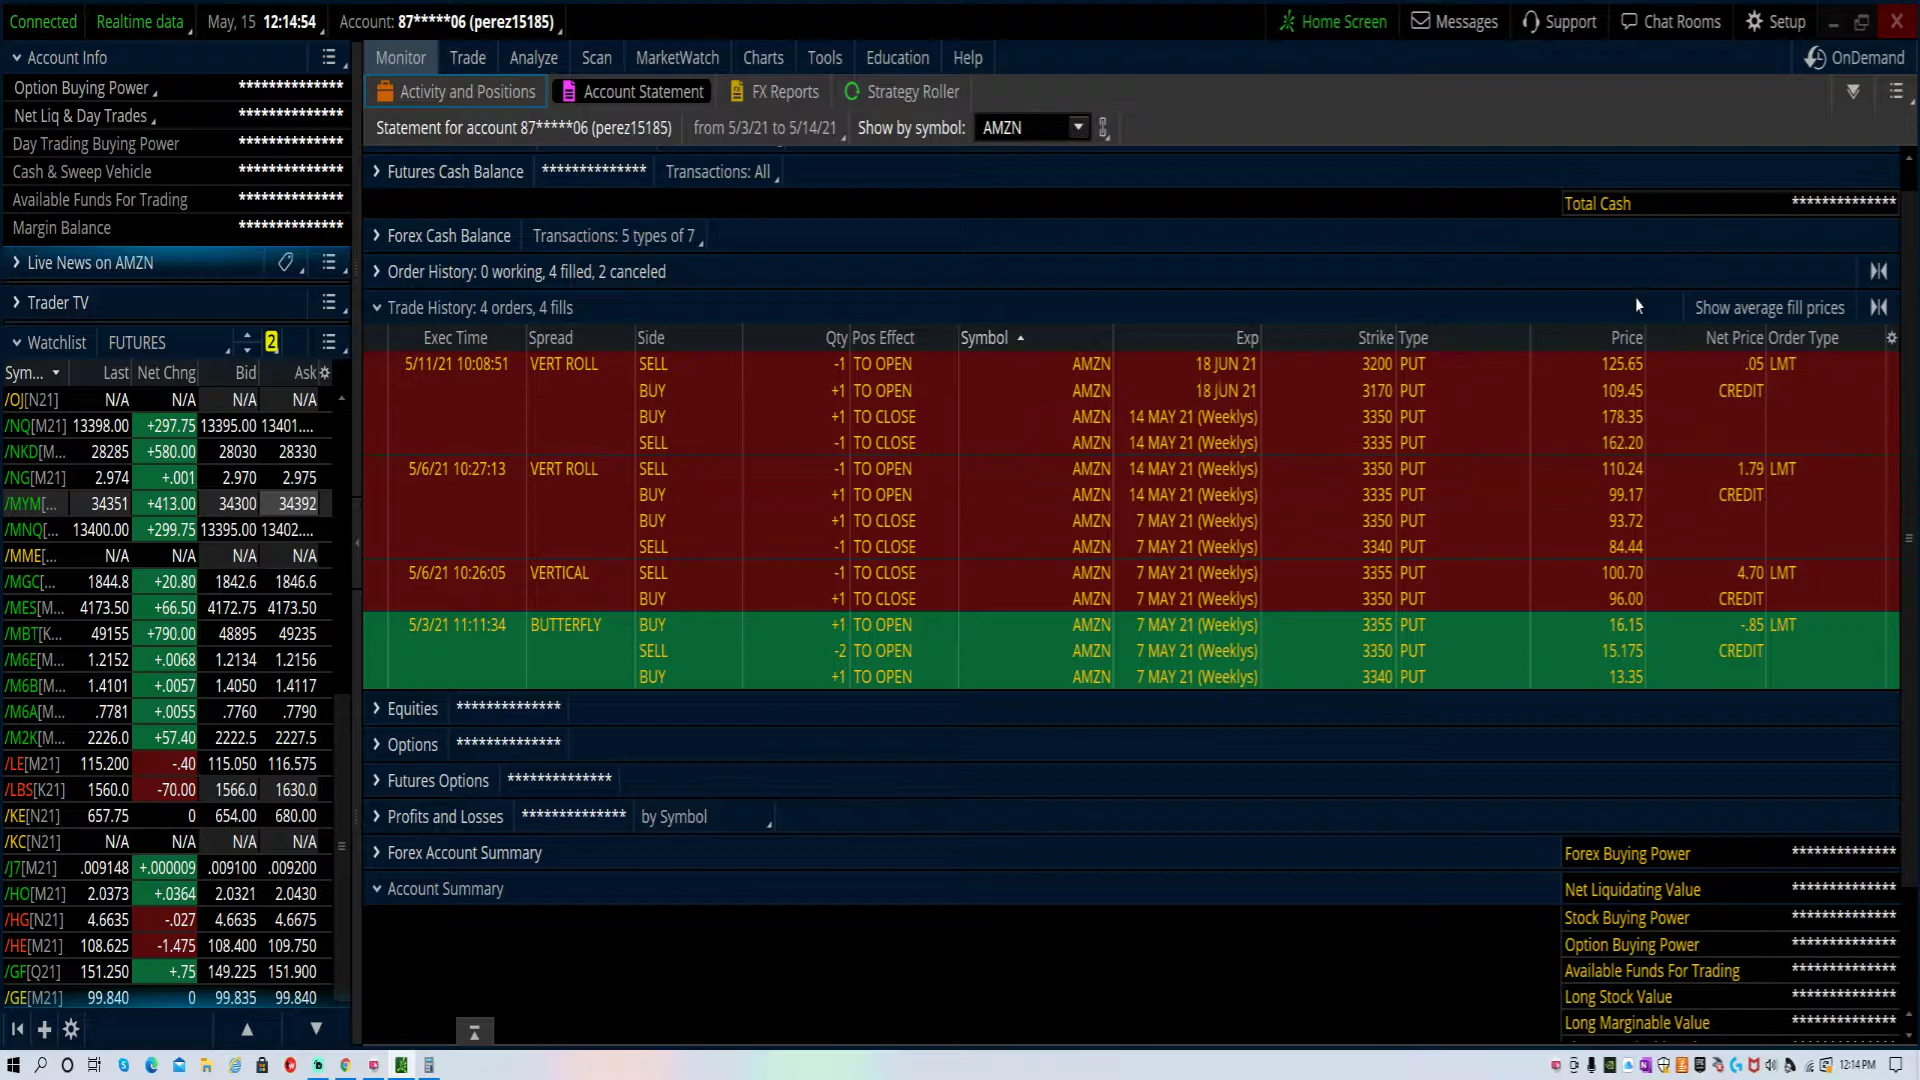 Connected Realtime data May, 15 12:14:54 Account: 87*****06 (perez15185) Home Screen Messages Support Chat Rooms Setup
Account Info
Option Buying Power **************
Net Liq & Day Trades **************
Day Trading Buying Power **************
Cash & Sweep Vehicle **************
Available Funds For Trading **************
Margin Balance **************
Live News on AMZN
Trader TV
Watchlist FUTURES 2
Sym... Last Net Chng Bid Ask
/OJ[N21] N/A N/A N/A N/A
/NQ[M21] 13398.00 +297.75 13395.00 13401....
/NKD[M... 28285 +580.00 28030 28330
/NG[M21] 2.974 +.001 2.970 2.975
/MYM[... 34351 +413.00 34300 34392
/MNQ[... 13400.00 +299.75 13395.00 13402....
/MME[... N/A N/A N/A N/A
/MGC[... 1844.8 +20.80 1842.6 1846.6
/MES[M... 4173.50 +66.50 4172.75 4173.50
/MBT[K... 49155 +790.00 48895 49235
/M6E[M... 1.2152 +.0068 1.2134 1.2156
/M6B[M... 1.4101 +.0057 1.4050 1.4117
/M6A[M... .7781 +.0055 .7760 .7790
/M2K[M... 2226.0 +57.40 2222.5 2227.5
/LE[M21] 115.200 -.40 115.050 116.575
/LBS[K21] 1560.0 -70.00 1566.0 1630.0
/KE[N21] 657.75 0 654.00 680.00
/KC[N21] N/A N/A N/A N/A
/J7[M21] .009148 +.000009 .009100 .009200
/HO[M21] 2.0373 +.0364 2.0321 2.0430
/HG[N21] 4.6635 -.027 4.6635 4.6675
/HE[M21] 108.625 -1.475 108.400 109.750
/GF[Q21] 151.250 +.75 149.225 151.900
/GE[M21] 99.840 0 99.835 99.840
Monitor Trade Analyze Scan MarketWatch Charts Tools Education Help OnDemand
Activity and Positions Account Statement FX Reports Strategy Roller
Statement for account 87*****06 (perez15185) from 5/3/21 to 5/14/21 Show by symbol: AMZN
Futures Cash Balance ************** Transactions: All
Total Cash **************
Forex Cash Balance Transactions: 5 types of 7
Order History: 0 working, 4 filled, 2 canceled
Trade History: 4 orders, 4 fills Show average fill prices
Exec Time Spread Side Qty Pos Effect Symbol Exp Strike Type Price Net Price Order Type
5/11/21 10:08:51 VERT ROLL SELL -1 TO OPEN AMZN 18 JUN 21 3200 PUT 125.65 .05 LMT
BUY +1 TO OPEN AMZN 18 JUN 21 3170 PUT 109.45 CREDIT
BUY +1 TO CLOSE AMZN 14 MAY 21 (Weeklys) 3350 PUT 178.35
SELL -1 TO CLOSE AMZN 14 MAY 21 (Weeklys) 3335 PUT 162.20
5/6/21 10:27:13 VERT ROLL SELL -1 TO OPEN AMZN 14 MAY 21 (Weeklys) 3350 PUT 110.24 1.79 LMT
BUY +1 TO OPEN AMZN 14 MAY 21 (Weeklys) 3335 PUT 99.17 CREDIT
BUY +1 TO CLOSE AMZN 7 MAY 21 (Weeklys) 3350 PUT 93.72
SELL -1 TO CLOSE AMZN 7 MAY 21 (Weeklys) 3340 PUT 84.44
5/6/21 10:26:05 VERTICAL SELL -1 TO CLOSE AMZN 7 MAY 21 (Weeklys) 3355 PUT 100.70 4.70 LMT
BUY +1 TO CLOSE AMZN 7 MAY 21 (Weeklys) 3350 PUT 96.00 CREDIT
5/3/21 11:11:34 BUTTERFLY BUY +1 TO OPEN AMZN 7 MAY 21 (Weeklys) 3355 PUT 16.15 -.85 LMT
SELL -2 TO OPEN AMZN 7 MAY 21 (Weeklys) 3350 PUT 15.175 CREDIT
BUY +1 TO OPEN AMZN 7 MAY 21 (Weeklys) 3340 PUT 13.35
Equities **************
Options **************
Futures Options **************
Profits and Losses ************** by Symbol
Forex Account Summary
Forex Buying Power **************
Account Summary
Net Liquidating Value **************
Stock Buying Power **************
Option Buying Power **************
Available Funds For Trading **************
Long Stock Value **************
Long Marginable Value **************
12:14 PM